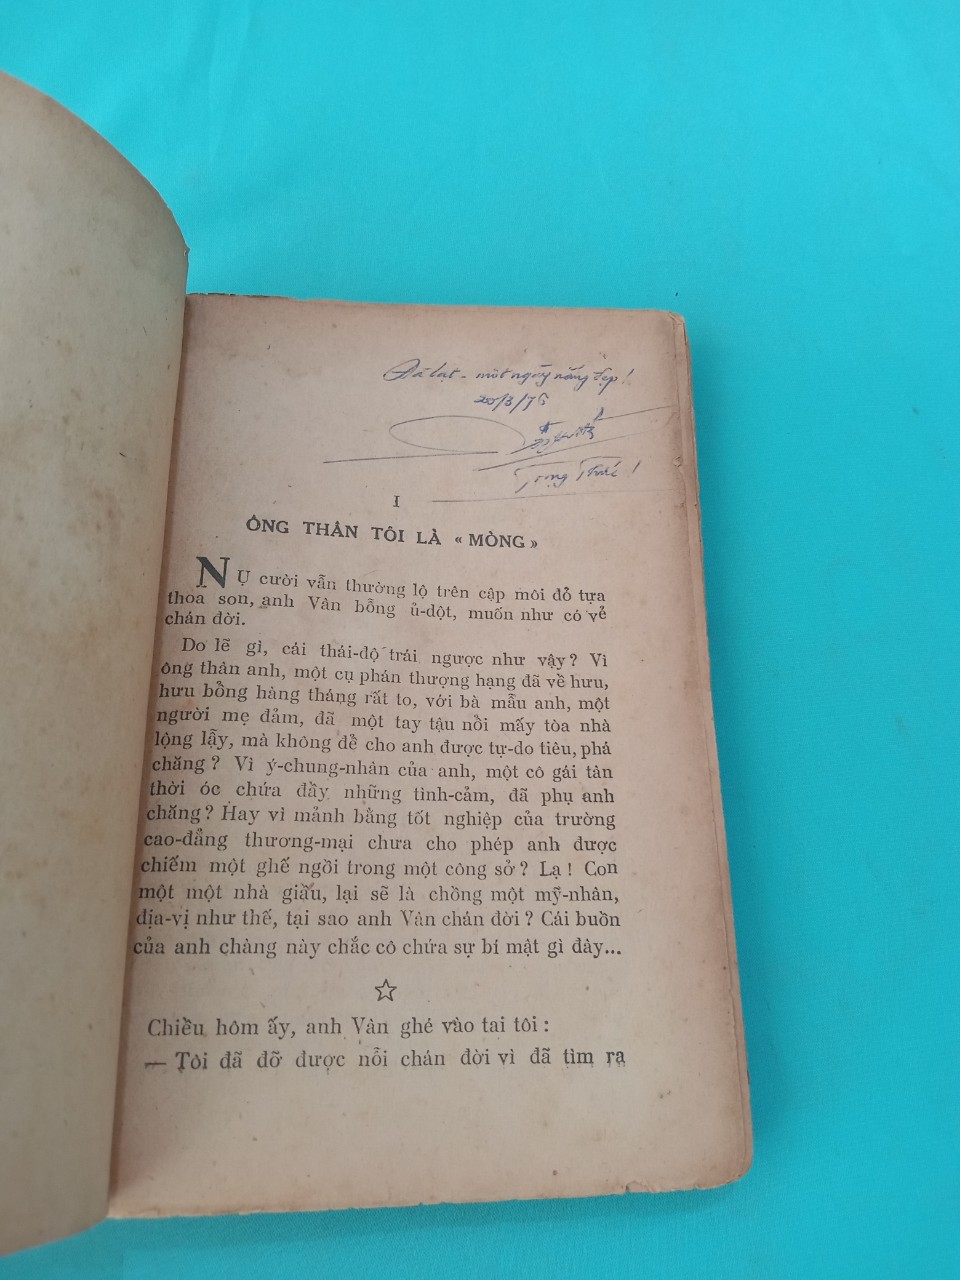 Đà Lạt - một ngày nắng đẹp!
Trọng Thức!
I
ÔNG THÂN TÔI LÀ « MÒNG »
NỤ cười vẫn thường lộ trên cập môi đỏ tựa
thoa son, anh Vân bỗng ủ-dột, muốn như có vẻ
chán đời.
Do lẽ gì, cái thái-độ trái ngược như vậy? Vì
ông thân anh, một cụ phán thượng hạng đã về hưu,
hưu bổng hàng tháng rất to, với bà mẫu anh, một
người mẹ đảm, đã một tay tậu nổi mấy tòa nhà
lộng lẫy, mà không để cho anh được tự-do tiêu, phá
chăng? Vì ý-chung-nhân của anh, một cô gái tàn
thời óc chứa đầy những tình-cảm, đã phụ anh
chăng? Hay vì mảnh bằng tốt nghiệp của trường
cao-đẳng thương-mại chưa cho phép anh được
chiếm một ghế ngồi trong một công sở? Lạ! Con
một một nhà giầu, lại sẽ là chồng một mỹ-nhân,
địa-vị như thế, tại sao anh Vàn chán đời? Cái buồn
của anh chàng này chắc có chứa sự bí mật gì đây...
Chiều hôm ấy, anh Vàn ghé vào tai tôi:
— Tôi đã đỡ được nỗi chán đời vì đã tìm ra